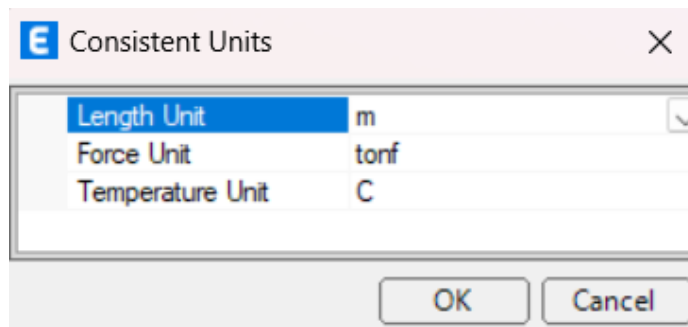 E Consistent Units
Length Unit m
Force Unit tonf
Temperature Unit C
OK Cancel